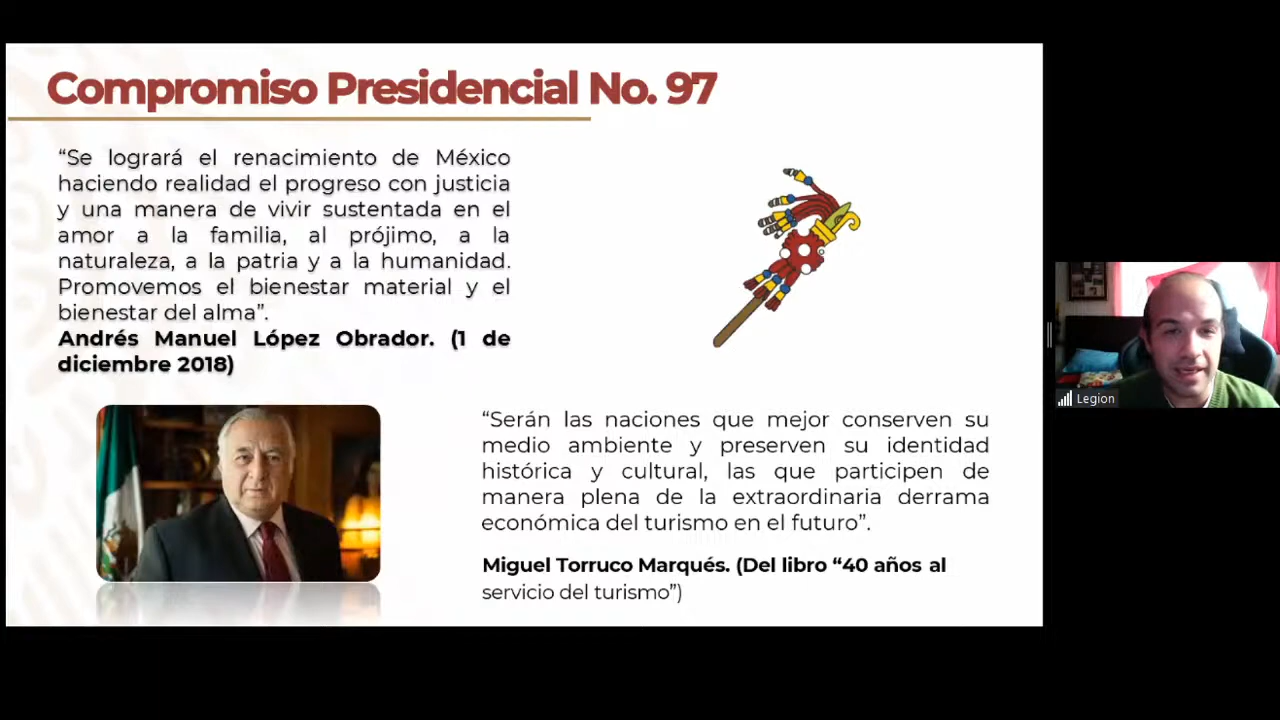 Compromiso Presidencial No. 97
“Se logrará el renacimiento de México
haciendo realidad el progreso con justicia
y una manera de vivir sustentada en el
amor a la familia, al prójimo, a la
naturaleza, a la patria y a la humanidad.
Promovemos el bienestar material y el
bienestar del alma”.
Andrés Manuel López Obrador. (1 de
diciembre 2018)
“Serán las naciones que mejor conserven su
medio ambiente y preserven su identidad
histórica y cultural, las que participen de
manera plena de la extraordinaria derrama
económica del turismo en el futuro”.
Miguel Torruco Marqués. (Del libro “40 años al
servicio del turismo”)
Legion